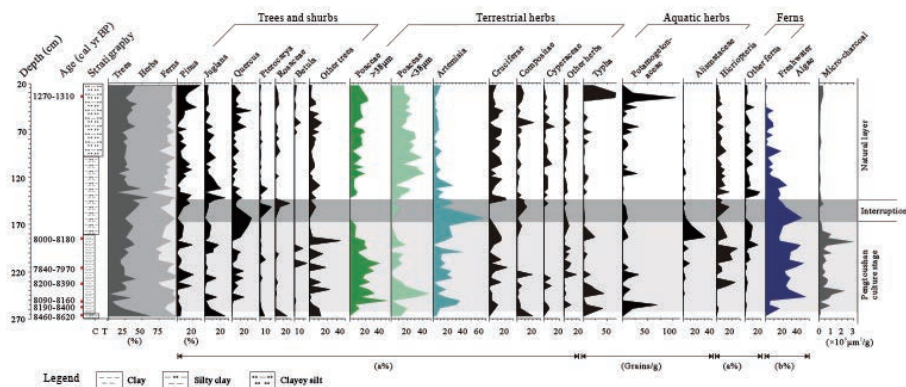 Trees and shurbs
Terrestrial herbs
Aquatic herbs
Ferns
Depth (cm)
Age (cal yr BP)
Stratigraphy
Trees
Herbs
Ferns
Pinus
Juglans
Quercus
Pterocarya
Rosaceae
Betula
Other trees
Poaceae >38μm
Poaceae <38μm
Artemisia
Cruciferae
Compositae
Cyperaceae
Other herbs
Typha
Potamogeton-
aceae
Alismataceae
Hicriopteris
Other ferns
Freshwater
Algae
Micro-charcoal
20
70
120
170
220
270
1270-1310
8000-8180
7840-7970
8200-8390
8090-8160
8190-8400
8460-8620
Natural layer
Interruption
Pengtoushan
culture stage
C T 25 50 75 20 20 20 10 10 10 20 40 20 40 20 20 40 60 20 20 20 20 50 50 100 20 40 20 20 20 40 0 1 2 3
(%) (%)
(a%) (Grains/g) (a%) (b%)
Legend Clay Silty clay Clayey silt